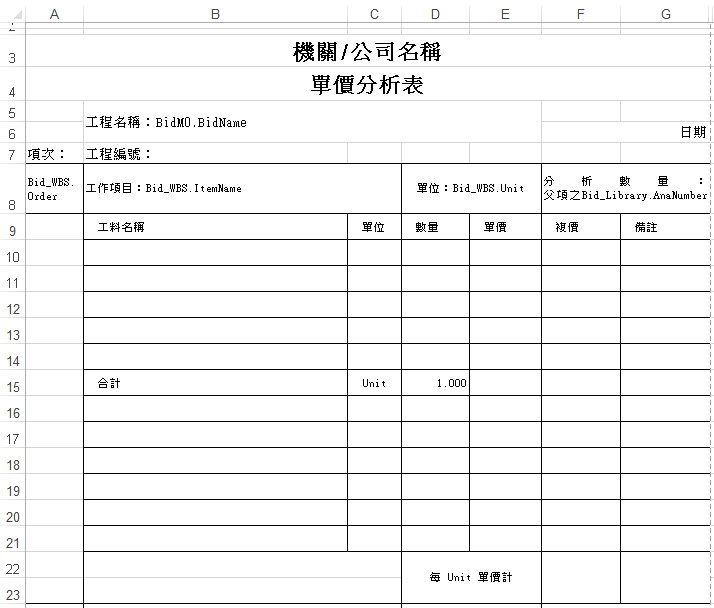 A B C D E F G
2
3 機關/公司名稱
4 單價分析表
5
工程名稱：BidMO.BidName
6 日期
7 項次： 工程編號：
Bid_WBS.
Order
工作項目：Bid_WBS.ItemName
單位：Bid_WBS.Unit
分析數量：
父項之Bid_Library.AnaNumber
8
9 工料名稱 單位 數量 單價 複價 備註
10
11
12
13
14
15 合計 Unit 1.000
16
17
18
19
20
21
22
每 Unit 單價計
23